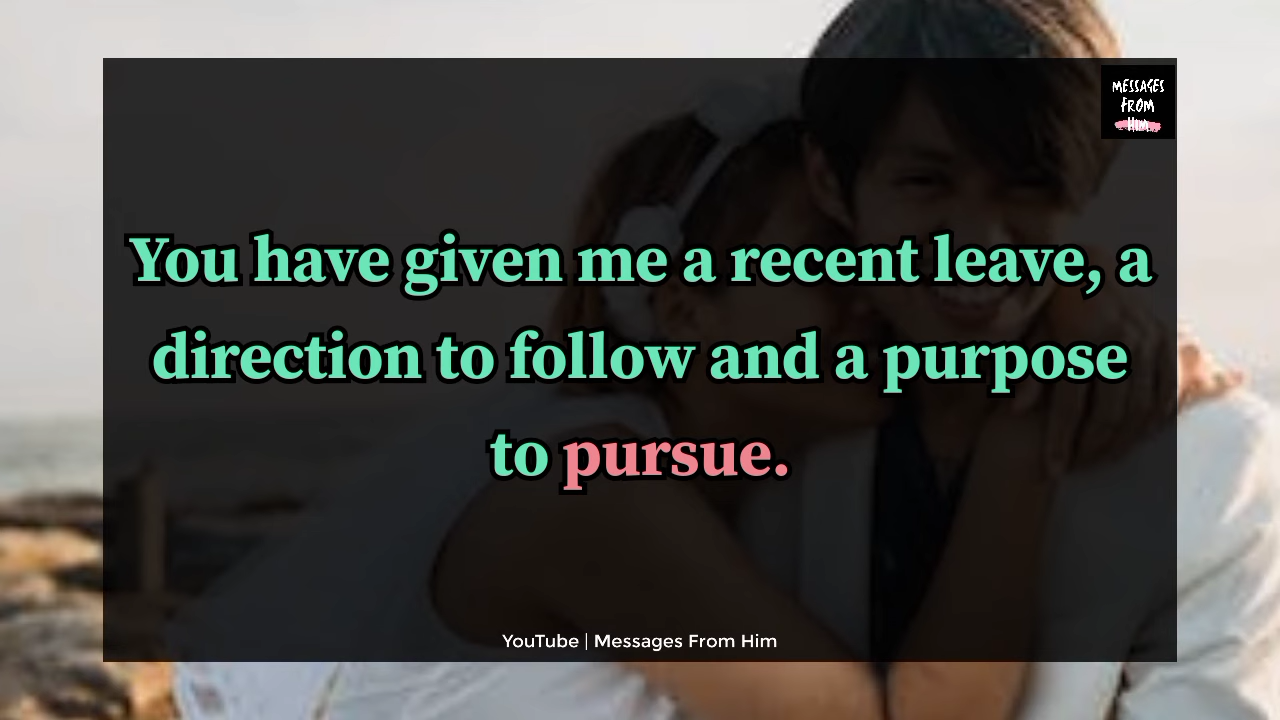 MESSAGES
FROM
Him
You have given me a recent leave, a
direction to follow and a purpose
to pursue.
YouTube | Messages From Him